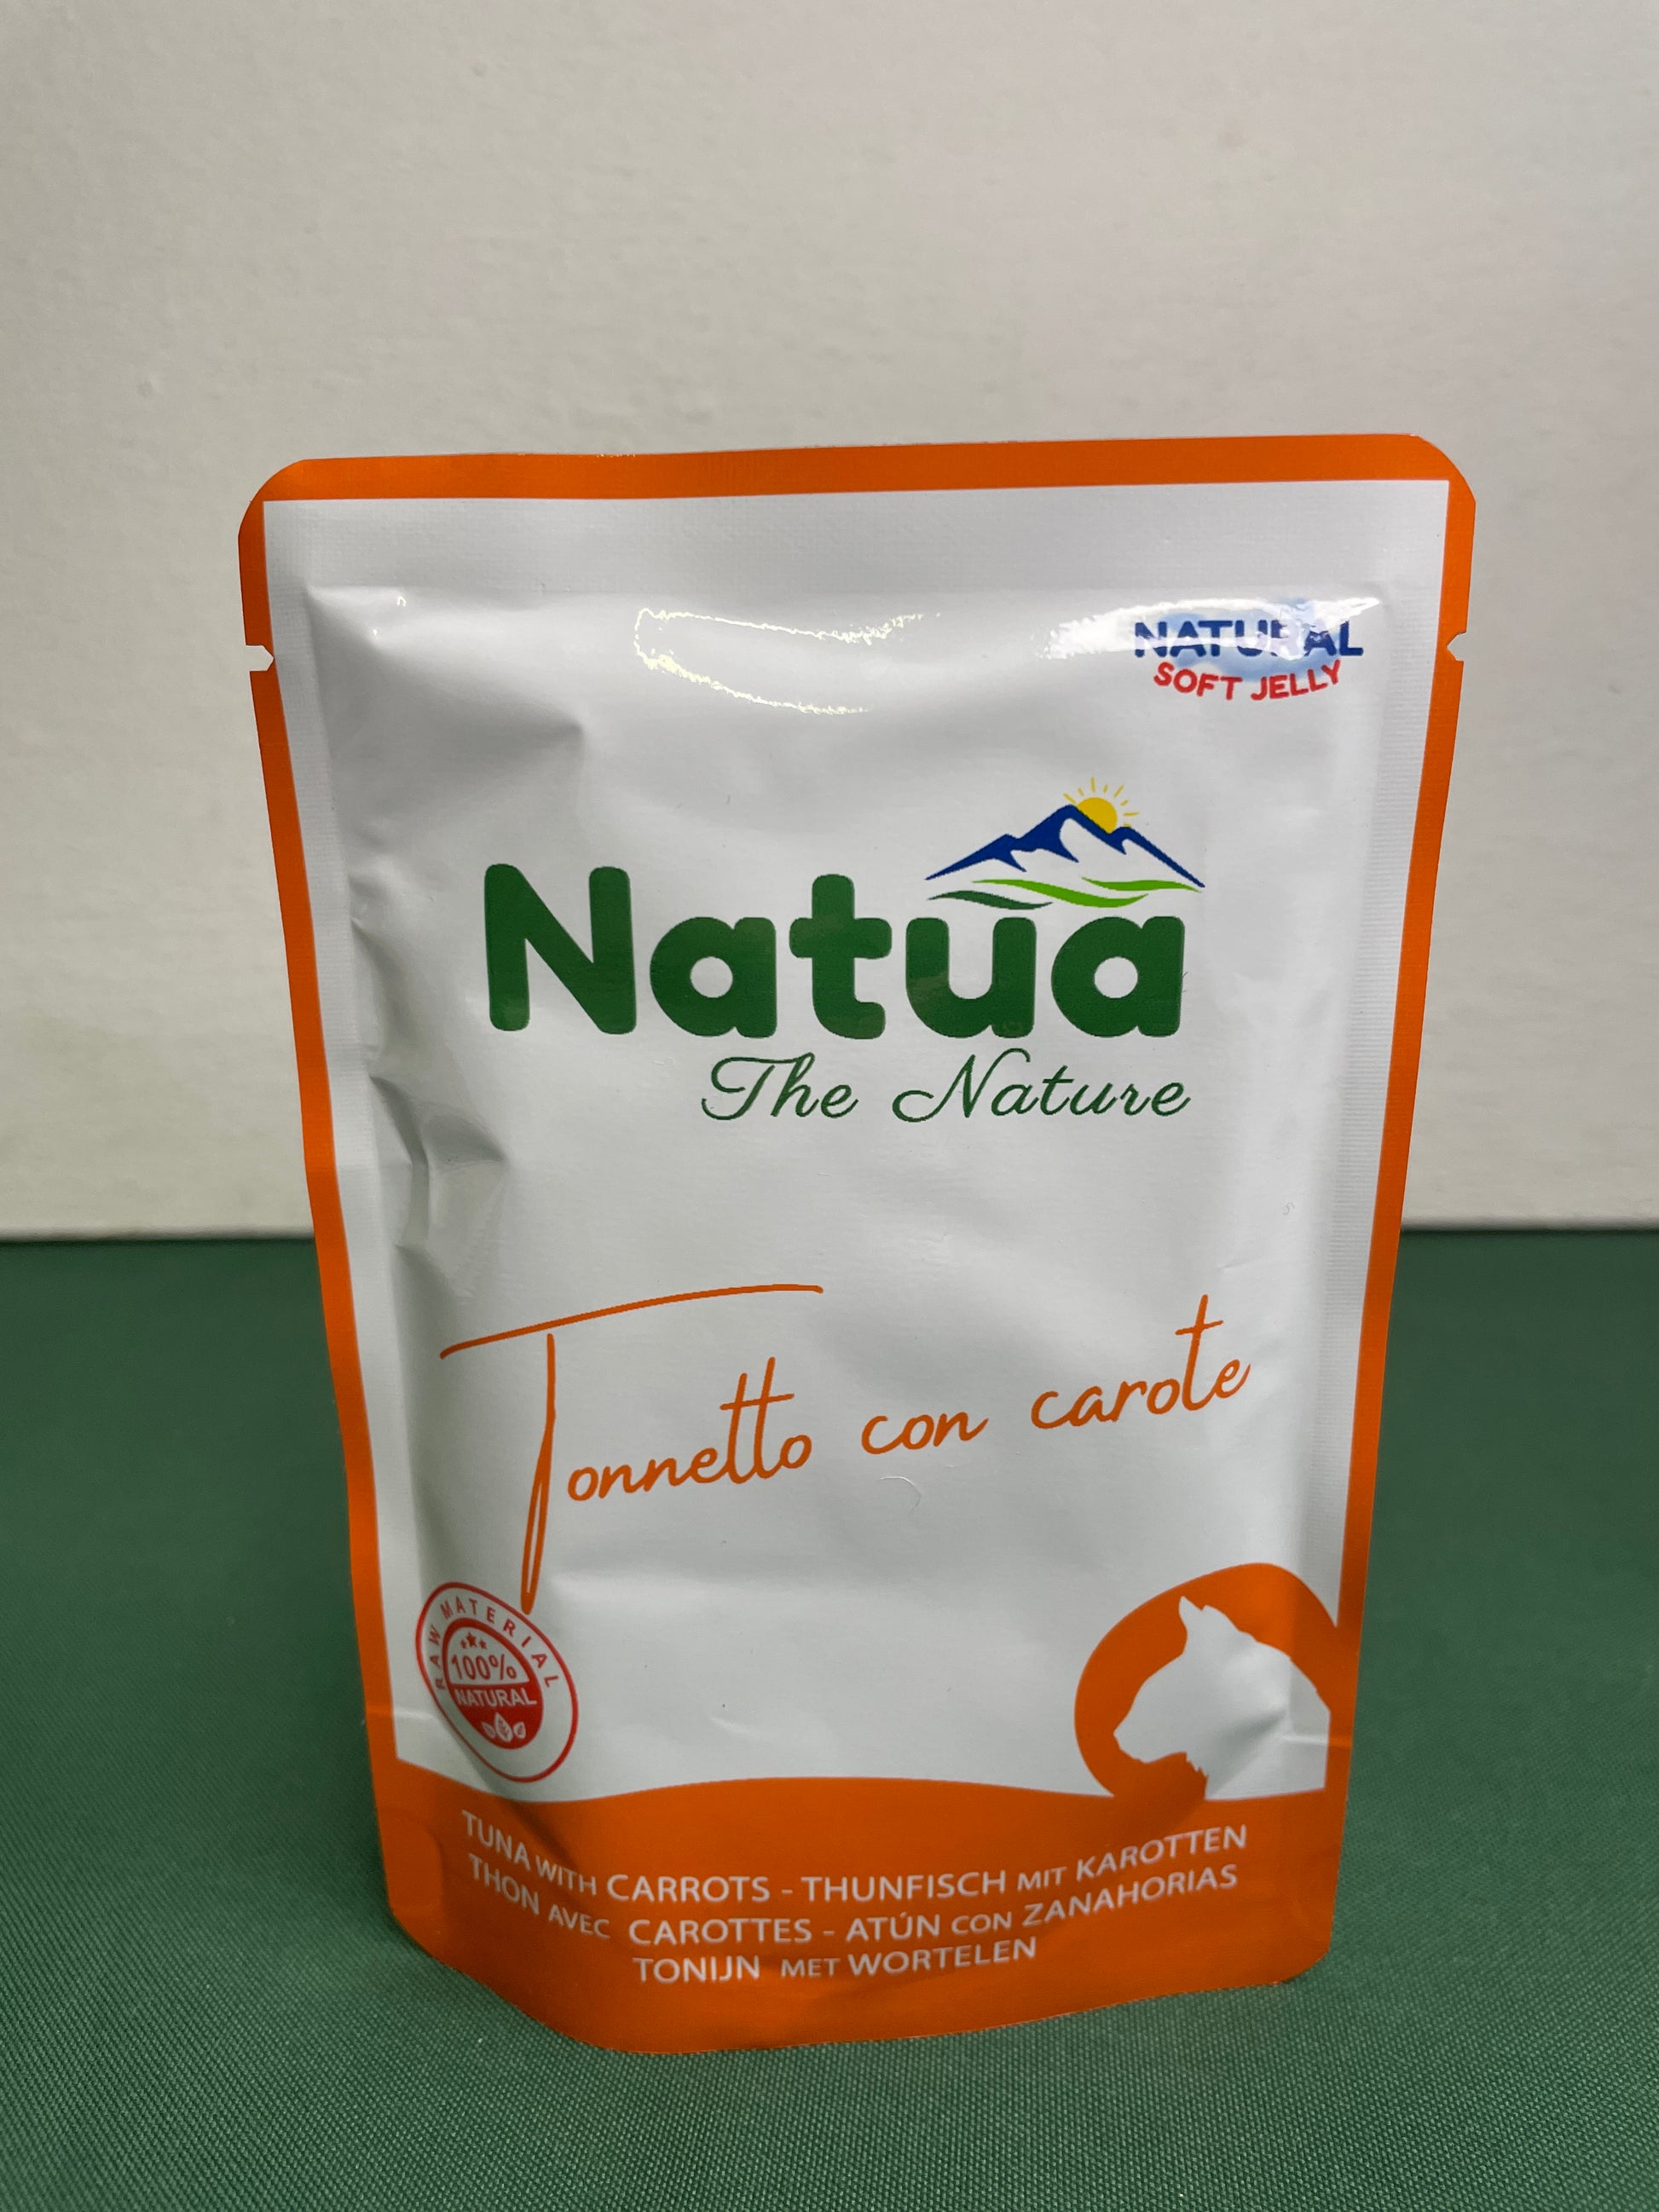 NATURAL
SOFT JELLY
Natua
The Nature
Tonnetto con carote
RAW MATERIAL
100%
NATURAL
TUNA WITH CARROTS - THUNFISCH MIT KAROTTEN
THON AVEC CAROTTES - ATÚN CON ZANAHORIAS
TONIJN MET WORTELEN